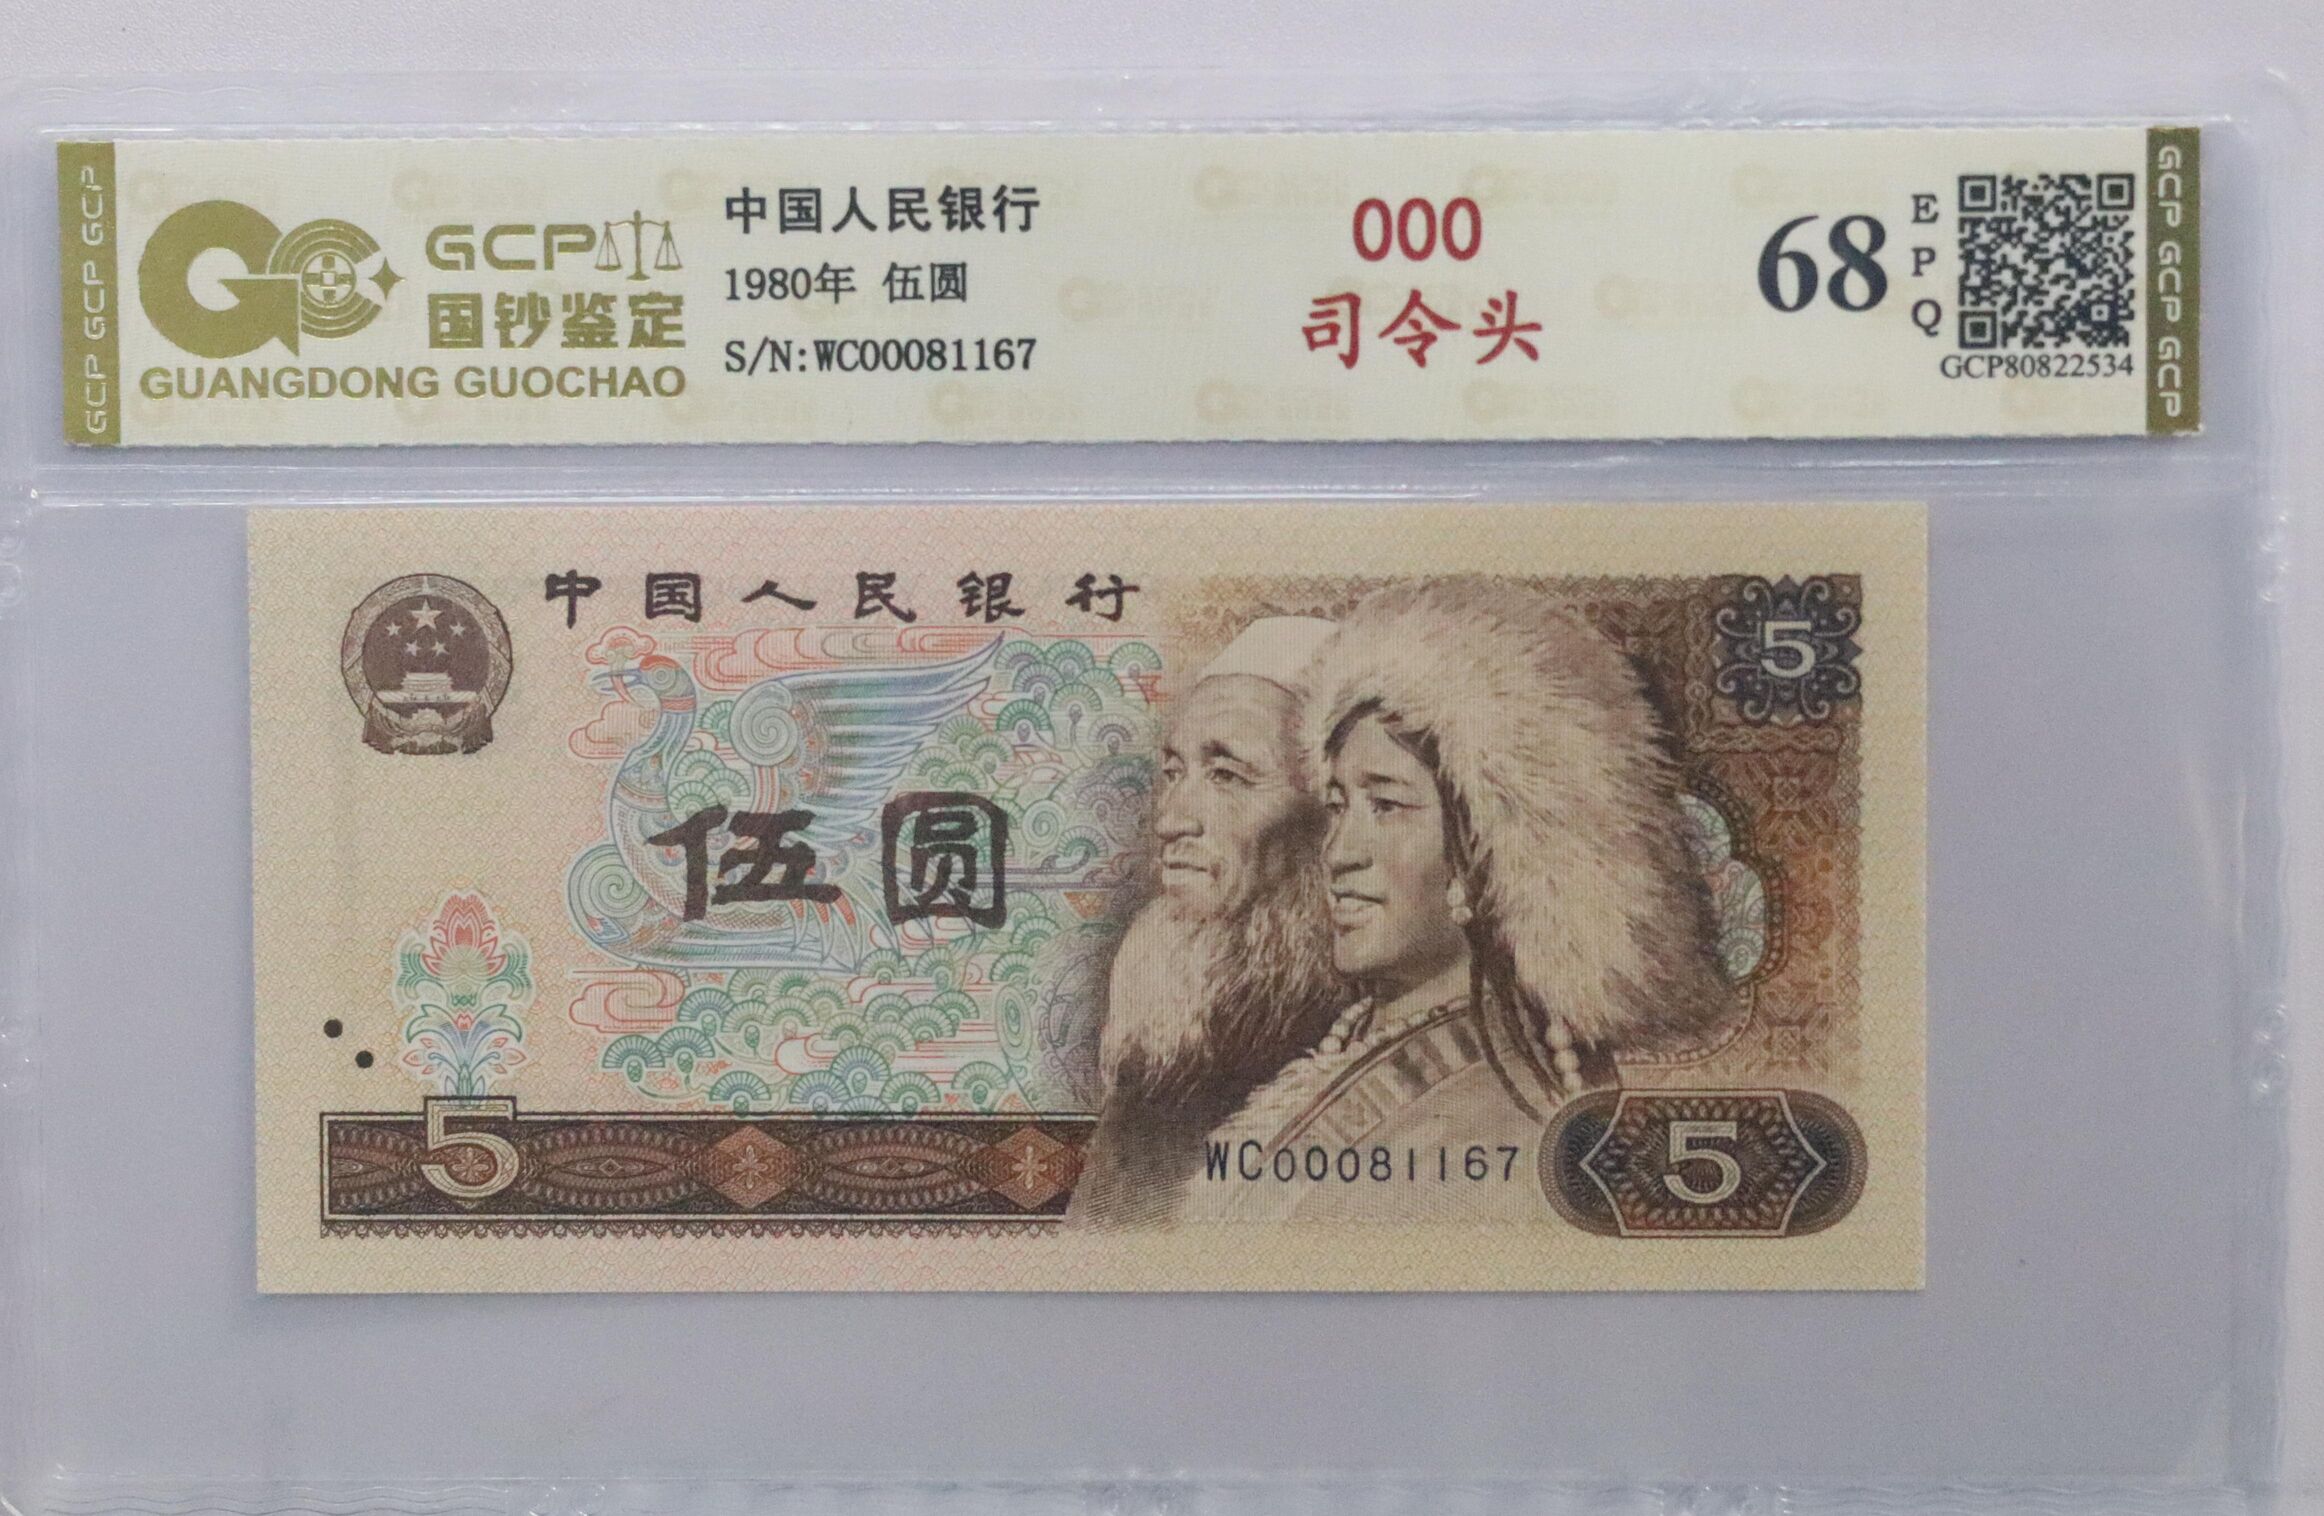 GCP GCP GCP
GCP
国钞鉴定
GUANGDONG GUOCHAO
中国人民银行
1980年 伍圆
S/N:WC00081167
000
司令头
68
EPQ
GCP80822534
GCP GCP GCP
中国人民银行
5
伍圆
5
WC00081167
5